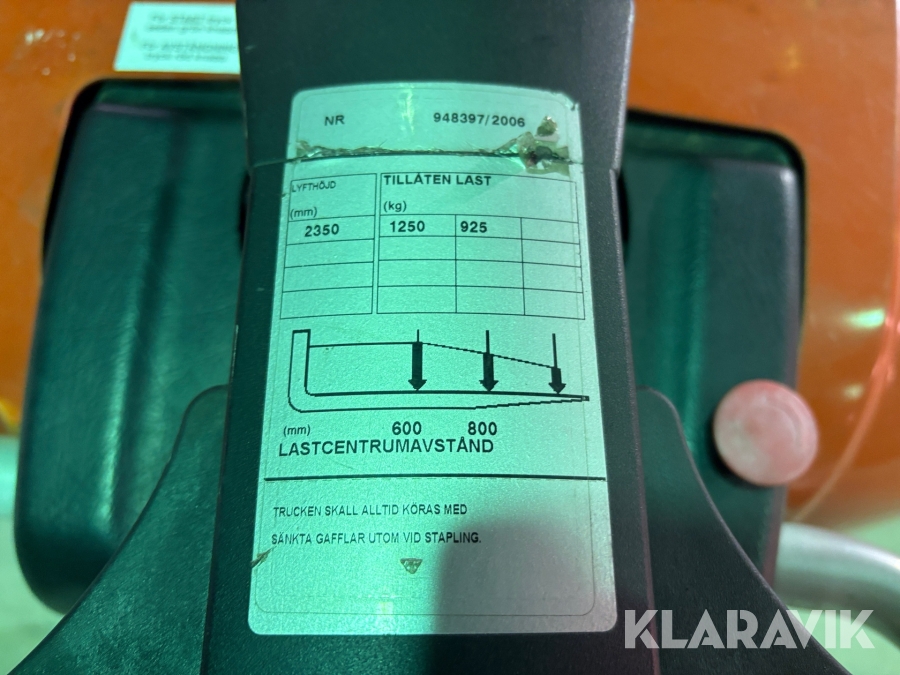 NR 948397/2006
LYFTHÖJD
(mm)
TILLÅTEN LAST
(kg)
2350 1250 925
(mm) 600 800
LASTCENTRUMAVSTÅND
TRUCKEN SKALL ALLTID KÖRAS MED
SÄNKTA GAFFLAR UTOM VID STAPLING.
KLARAVIK